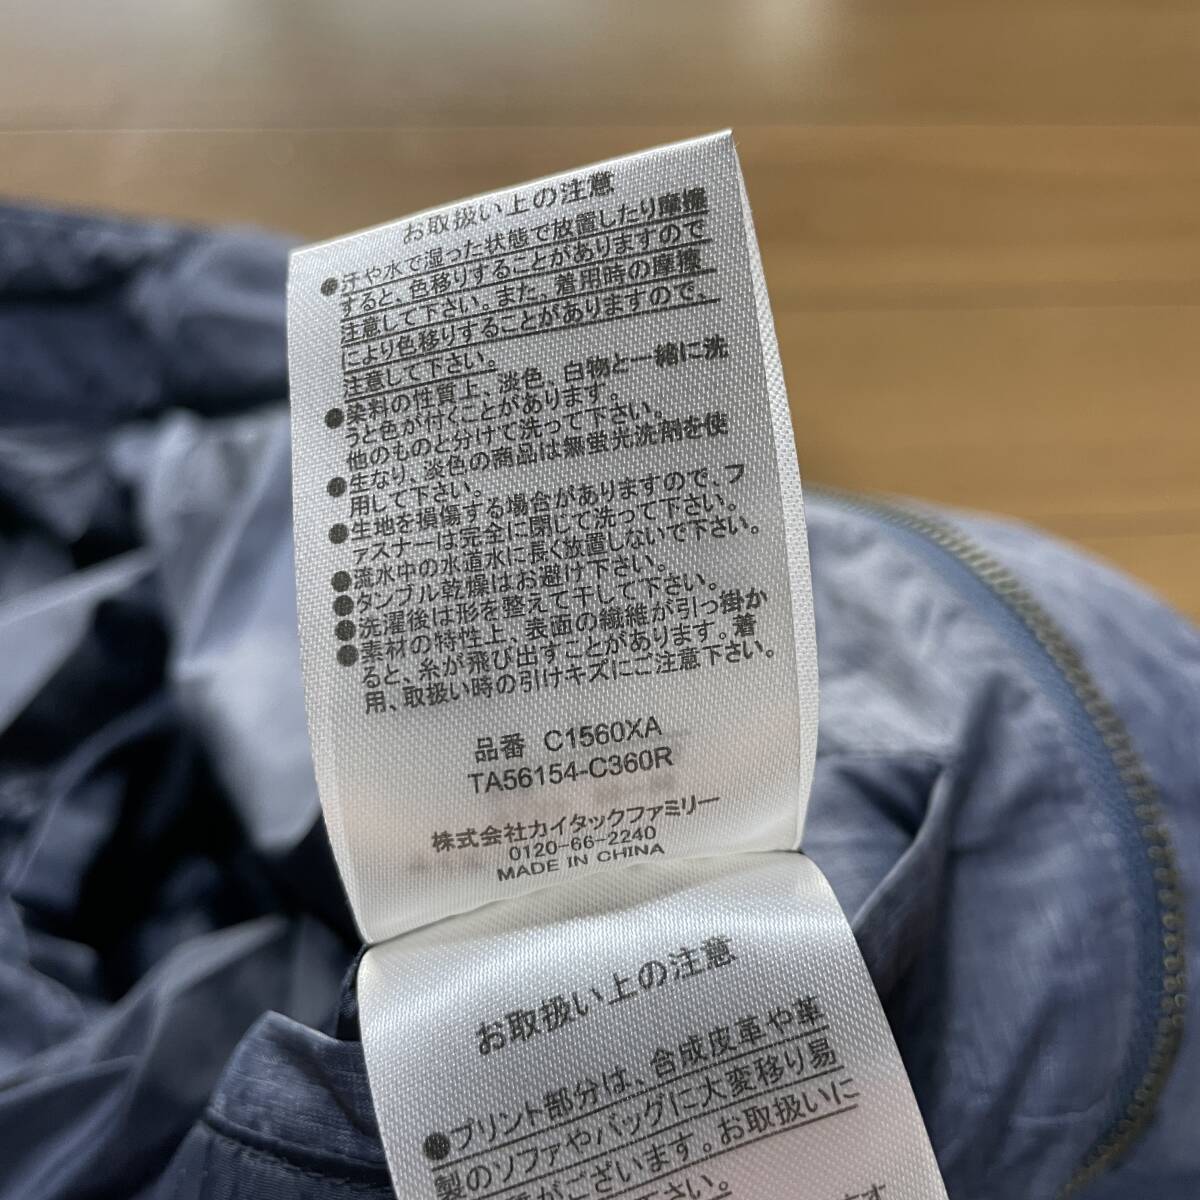 お取扱い上の注意
●汗や水で湿った状態で放置したり摩擦
すると、色移りすることがありますので
注意して下さい。また、着用時の摩擦
により色移りすることがありますので、
注意して下さい。
●染料の性質上、淡色、白物と一緒に洗
うと色が付くことがあります。
他のものと分けて洗って下さい。
●生なり、淡色の商品は無蛍光洗剤を使
用して下さい。
●生地を損傷する場合がありますので、フ
ァスナーは完全に閉じて洗って下さい。
●流水中の水道水に長く放置しないで下さい。
●タンブル乾燥はお避け下さい。
●洗濯後は形を整えて干して下さい。
●素材の特性上、表面の繊維が引っ掛か
ると、糸が飛び出すことがあります。着
用、取扱い時の引けキズにご注意下さい。
品番 C1560XA
TA56154-C360R
株式会社カイタックファミリー
0120-66-2240
MADE IN CHINA
お取扱い上の注意
●プリント部分は、合成皮革や革
製のソファやバッグに大変移り易
がございます。お取扱いに
下さい。